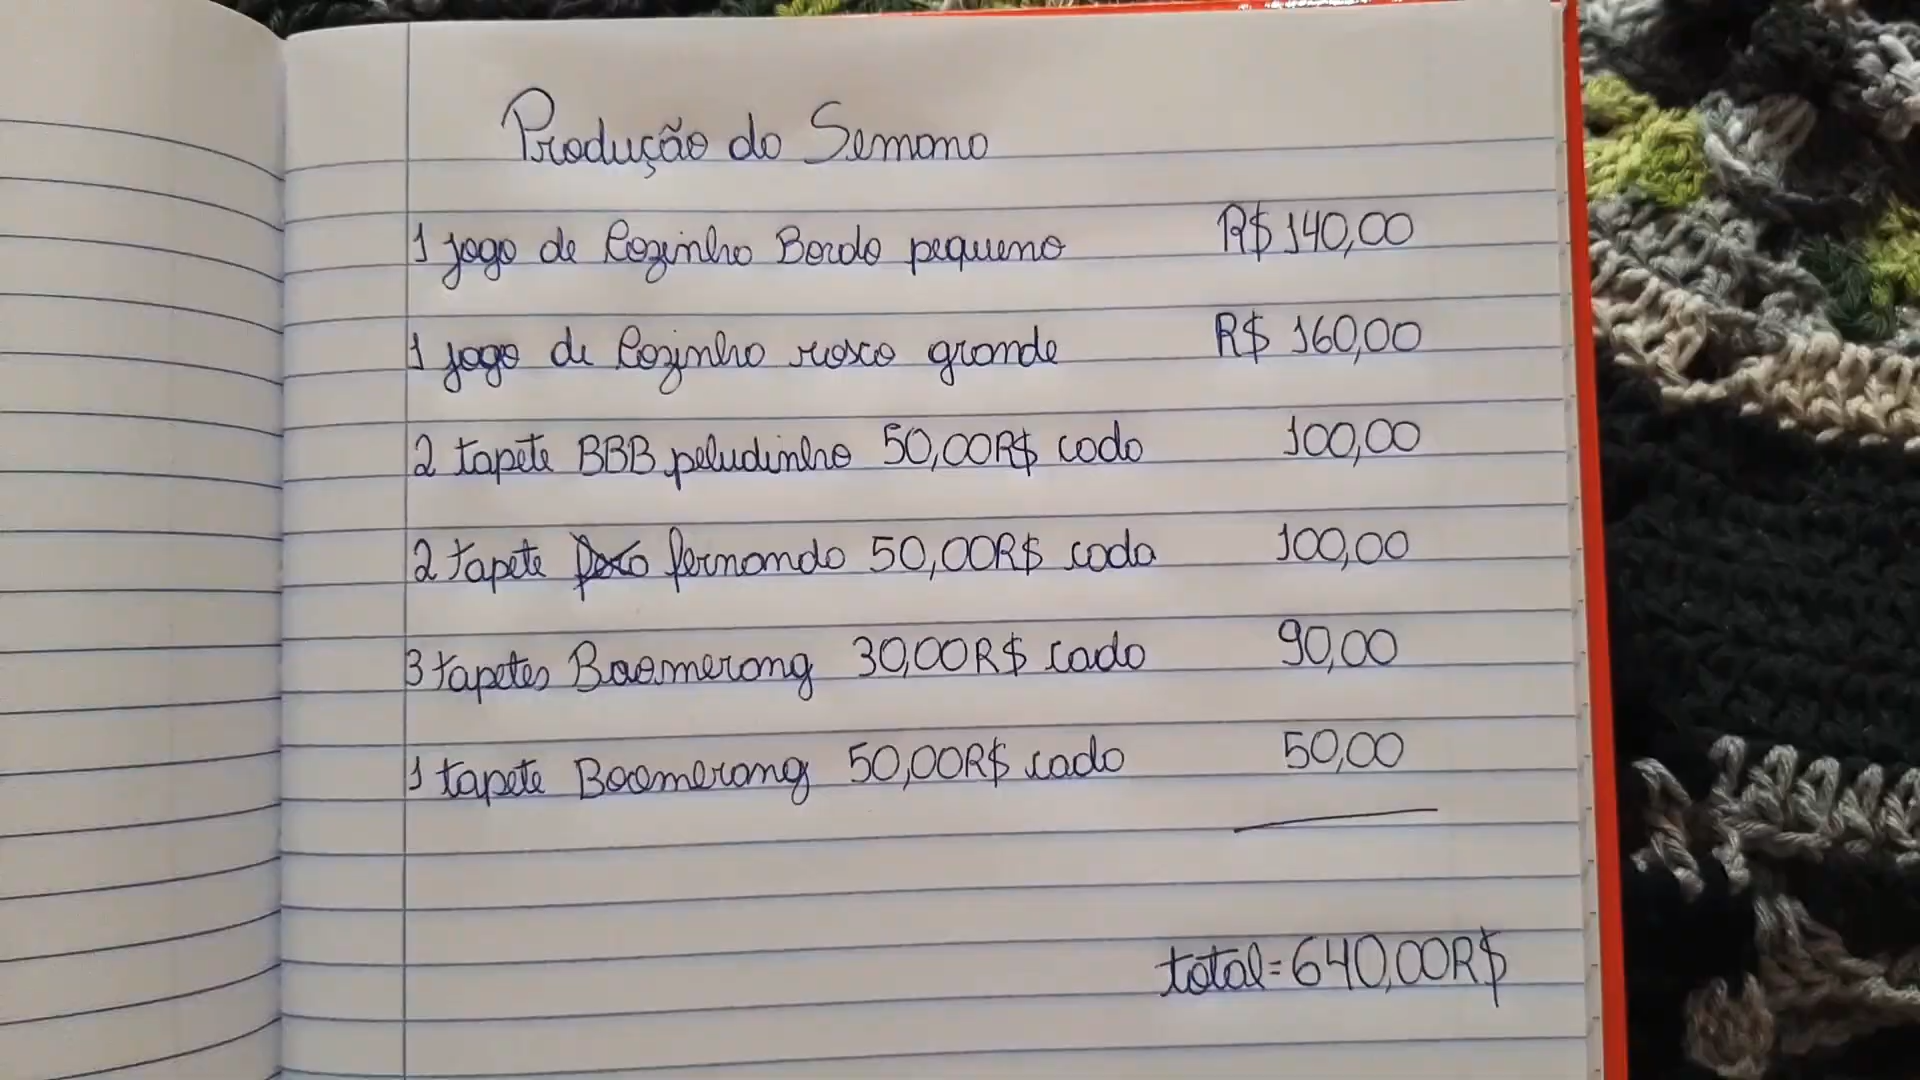 Produção da Semana
1 jogo de Cozinha Bordo pequeno R$ 140,00
1 jogo de Cozinha rosca grande R$ 160,00
2 tapete BBB peludinho 50,00R$ cada 100,00
2 tapete fernando 50,00R$ cada 100,00
3 tapetes Boomerang 30,00R$ cada 90,00
1 tapete Boomerang 50,00R$ cada 50,00
total=640,00R$